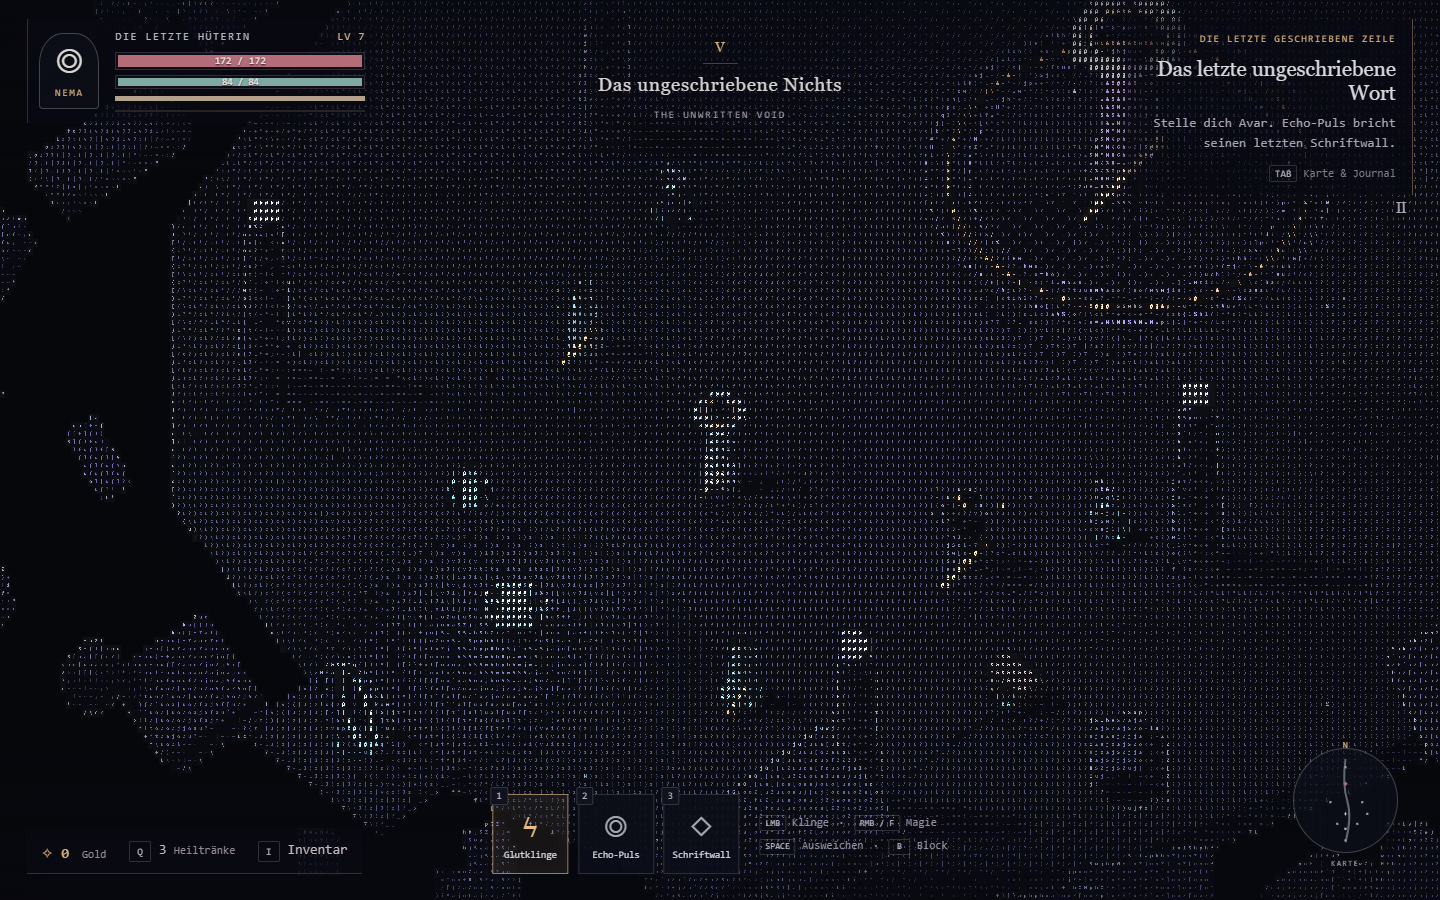 DIE LETZTE HÜTERIN
LV 7
172 / 172
84 / 84
NEMA
V
Das ungeschriebene Nichts
THE UNWRITTEN VOID
DIE LETZTE GESCHRIEBENE ZEILE
Das letzte ungeschriebene
Wort
Stelle dich Avar. Echo-Puls bricht
seinen letzten Schriftwall.
TAB Karte & Journal
II
N
KARTE
0 Gold
Q 3 Heiltränke
I Inventar
1
Glutklinge
2
Echo-Puls
3
Schriftwall
LMB Klinge · RMB / F Magie
SPACE Ausweichen · B Block